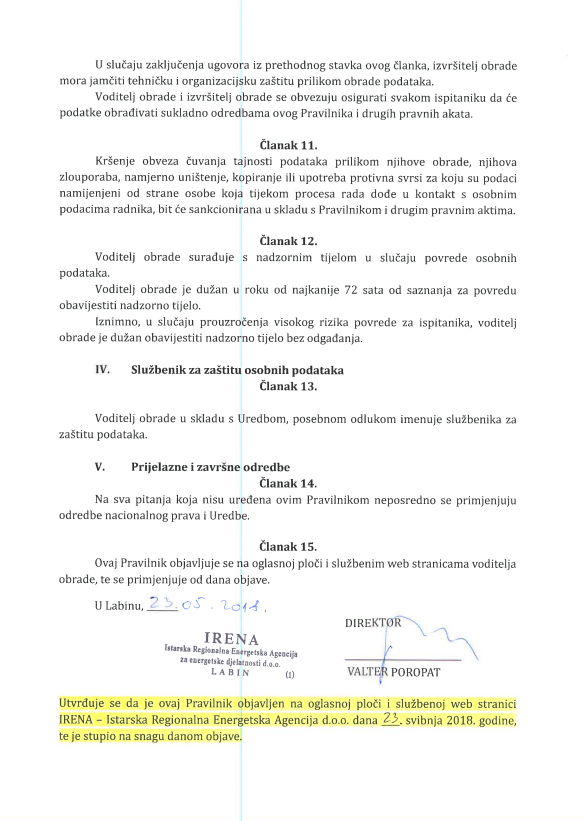 U slučaju zaključenja ugovora iz prethodnog stavka ovog članka, izvršitelj obrade
mora jamčiti tehničku i organizacijsku zaštitu prilikom obrade podataka.
Voditelj obrade i izvršitelj obrade se obvezuju osigurati svakom ispitaniku da će
podatke obrađivati sukladno odredbama ovog Pravilnika i drugih pravnih akata.
Članak 11.
Kršenje obveza čuvanja tajnosti podataka prilikom njihove obrade, njihova
zlouporaba, namjerno uništenje, kopiranje ili upotreba protivna svrsi za koju su podaci
namijenjeni od strane osobe koja tijekom procesa rada dođe u kontakt s osobnim
podacima radnika, bit će sankcionirana u skladu s Pravilnikom i drugim pravnim aktima.
Članak 12.
Voditelj obrade surađuje s nadzornim tijelom u slučaju povrede osobnih
podataka.
Voditelj obrade je dužan u roku od najkanije 72 sata od saznanja za povredu
obavijestiti nadzorno tijelo.
Iznimno, u slučaju prouzročenja visokog rizika povrede za ispitanika, voditelj
obrade je dužan obavijestiti nadzorno tijelo bez odgađanja.
IV. Službenik za zaštitu osobnih podataka
Članak 13.
Voditelj obrade u skladu s Uredbom, posebnom odlukom imenuje službenika za
zaštitu podataka.
V. Prijelazne i završne odredbe
Članak 14.
Na sva pitanja koja nisu uređena ovim Pravilnikom neposredno se primjenjuju
odredbe nacionalnog prava i Uredbe.
Članak 15.
Ovaj Pravilnik objavljuje se na oglasnoj ploči i službenim web stranicama voditelja
obrade, te se primjenjuje od dana objave.
U Labinu, 23.05.2018.
DIREKTOR
IRENA
Istarska Regionalna Energetska Agencija
za energetske djelatnosti d.o.o.
LABIN (1)
VALTER POROPAT
Utvrđuje se da je ovaj Pravilnik objavljen na oglasnoj ploči i službenoj web stranici
IRENA – Istarska Regionalna Energetska Agencija d.o.o. dana 23. svibnja 2018. godine,
te je stupio na snagu danom objave.